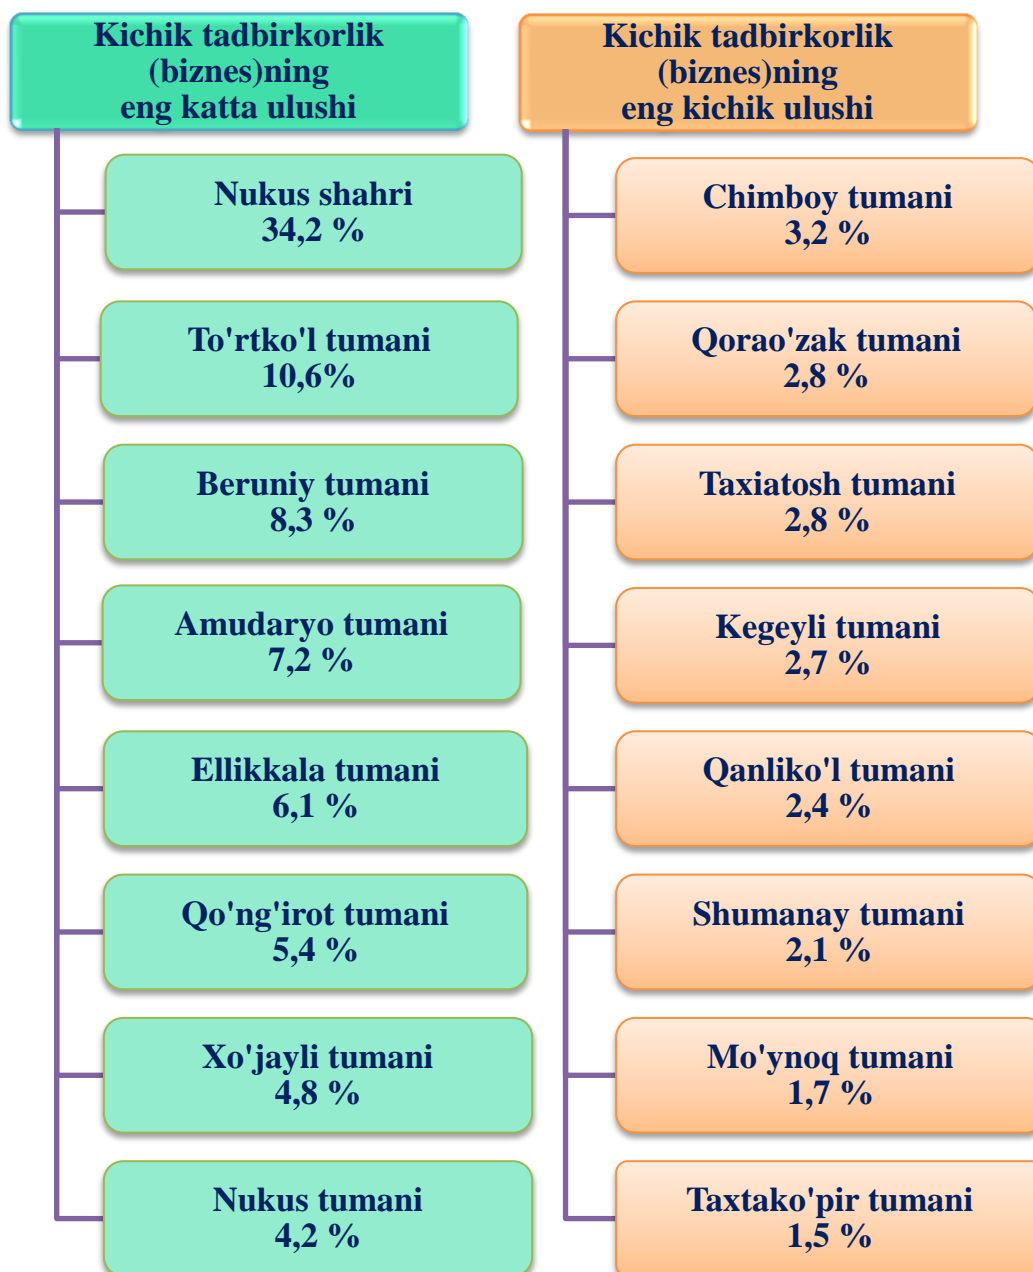 Kichik tadbirkorlik
(biznes)ning
eng katta ulushi
Nukus shahri
34,2 %
To'rtko'l tumani
10,6%
Beruniy tumani
8,3 %
Amudaryo tumani
7,2 %
Ellikkala tumani
6,1 %
Qo'ng'irot tumani
5,4 %
Xo'jayli tumani
4,8 %
Nukus tumani
4,2 %
Kichik tadbirkorlik
(biznes)ning
eng kichik ulushi
Chimboy tumani
3,2 %
Qorao'zak tumani
2,8 %
Taxiatosh tumani
2,8 %
Kegeyli tumani
2,7 %
Qanliko'l tumani
2,4 %
Shumanay tumani
2,1 %
Mo'ynoq tumani
1,7 %
Taxtako'pir tumani
1,5 %